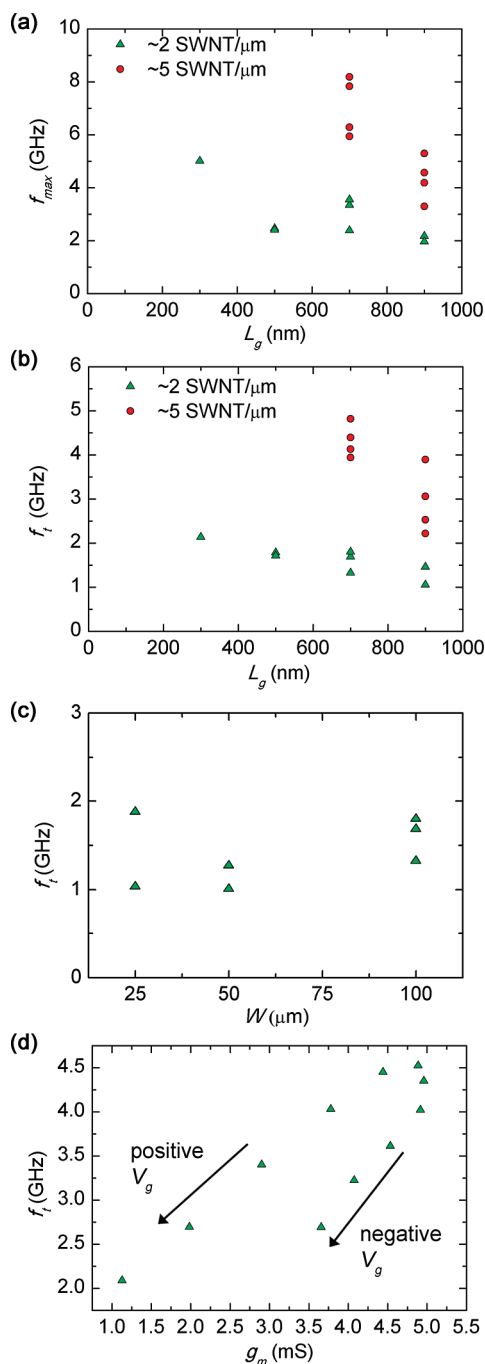 (a)
10
8
6
4
2
0
f_max (GHz)
~2 SWNT/μm
~5 SWNT/μm
0 200 400 600 800 1000
L_g (nm)
(b)
6
5
4
3
2
1
0
f_t (GHz)
~2 SWNT/μm
~5 SWNT/μm
0 200 400 600 800 1000
L_g (nm)
(c)
3
2
1
0
f_t (GHz)
25 50 75 100
W (μm)
(d)
4.5
4.0
3.5
3.0
2.5
2.0
f_t (GHz)
positive
V_g
negative
V_g
1.0 1.5 2.0 2.5 3.0 3.5 4.0 4.5 5.0 5.5
g_m (mS)